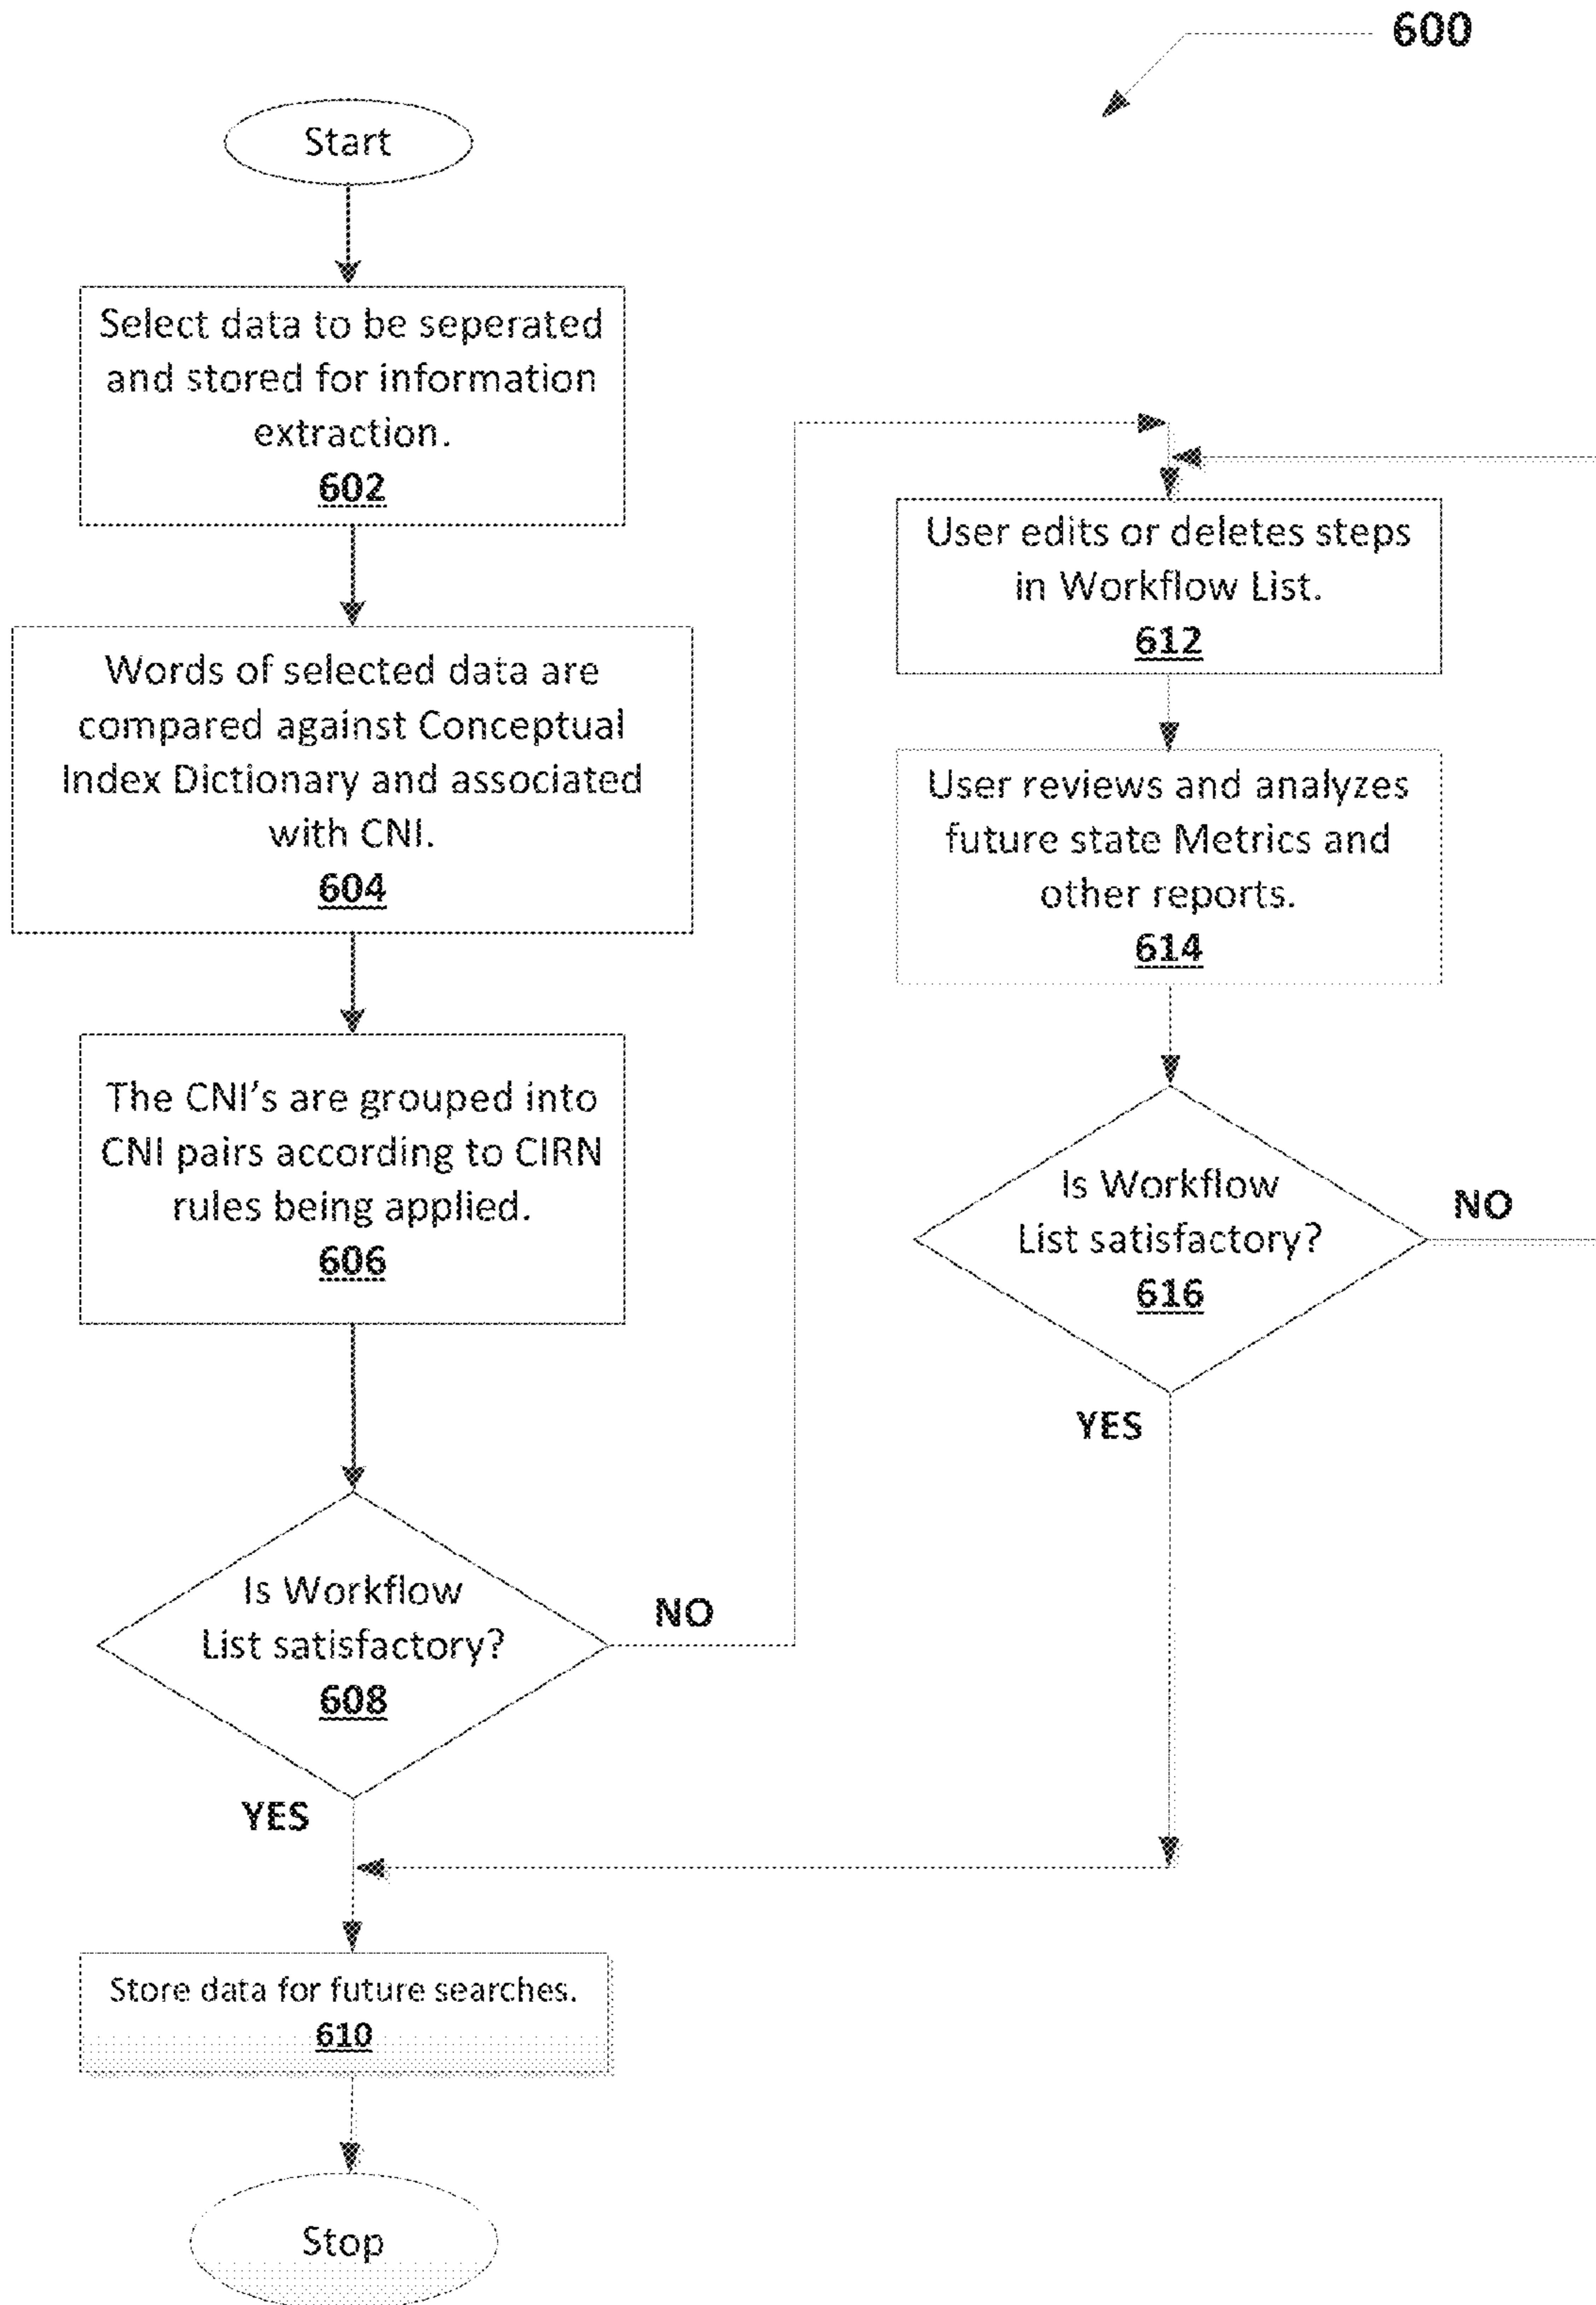 600
Start
Select data to be seperated
and stored for information
extraction.
602
Words of selected data are
compared against Conceptual
Index Dictionary and associated
with CNI.
604
The CNI's are grouped into
CNI pairs according to CIRN
rules being applied.
606
Is Workflow
List satisfactory?
608
NO
YES
Store data for future searches.
610
Stop
User edits or deletes steps
in Workflow List.
612
User reviews and analyzes
future state Metrics and
other reports.
614
Is Workflow
List satisfactory?
616
NO
YES